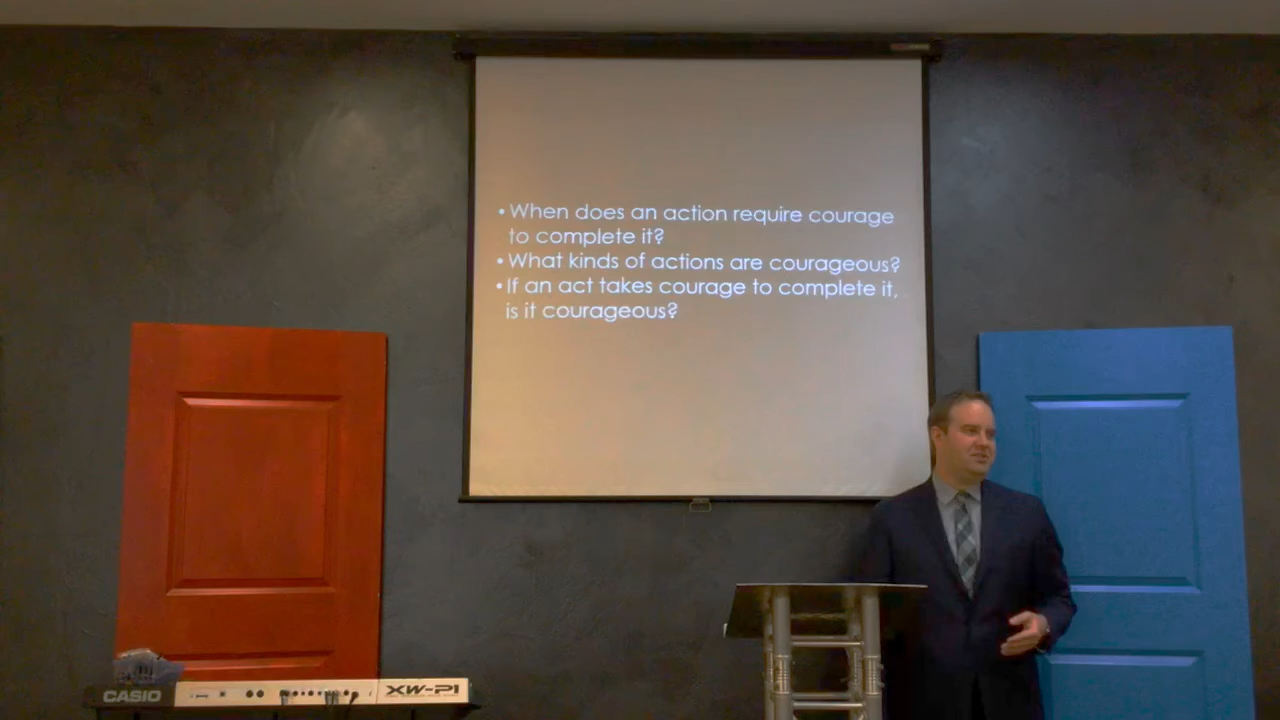 • When does an action require courage
to complete it?
• What kinds of actions are courageous?
• If an act takes courage to complete it,
is it courageous?
CASIO
XW-P1